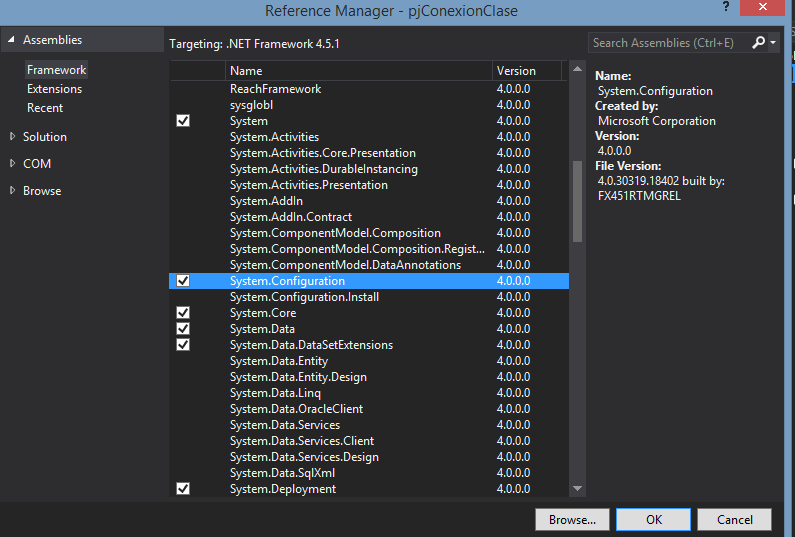 Reference Manager - pjConexionClase
?
x
Assemblies
Framework
Extensions
Recent
Solution
COM
Browse
Targeting: .NET Framework 4.5.1
Search Assemblies (Ctrl+E)
Name Version
ReachFramework 4.0.0.0
sysglobl 4.0.0.0
System 4.0.0.0
System.Activities 4.0.0.0
System.Activities.Core.Presentation 4.0.0.0
System.Activities.DurableInstancing 4.0.0.0
System.Activities.Presentation 4.0.0.0
System.AddIn 4.0.0.0
System.AddIn.Contract 4.0.0.0
System.ComponentModel.Composition 4.0.0.0
System.ComponentModel.Composition.Regist... 4.0.0.0
System.ComponentModel.DataAnnotations 4.0.0.0
System.Configuration 4.0.0.0
System.Configuration.Install 4.0.0.0
System.Core 4.0.0.0
System.Data 4.0.0.0
System.Data.DataSetExtensions 4.0.0.0
System.Data.Entity 4.0.0.0
System.Data.Entity.Design 4.0.0.0
System.Data.Linq 4.0.0.0
System.Data.OracleClient 4.0.0.0
System.Data.Services 4.0.0.0
System.Data.Services.Client 4.0.0.0
System.Data.Services.Design 4.0.0.0
System.Data.SqlXml 4.0.0.0
System.Deployment 4.0.0.0
Name:
System.Configuration
Created by:
Microsoft Corporation
Version:
4.0.0.0
File Version:
4.0.30319.18402 built by:
FX451RTMGREL
Browse... OK Cancel